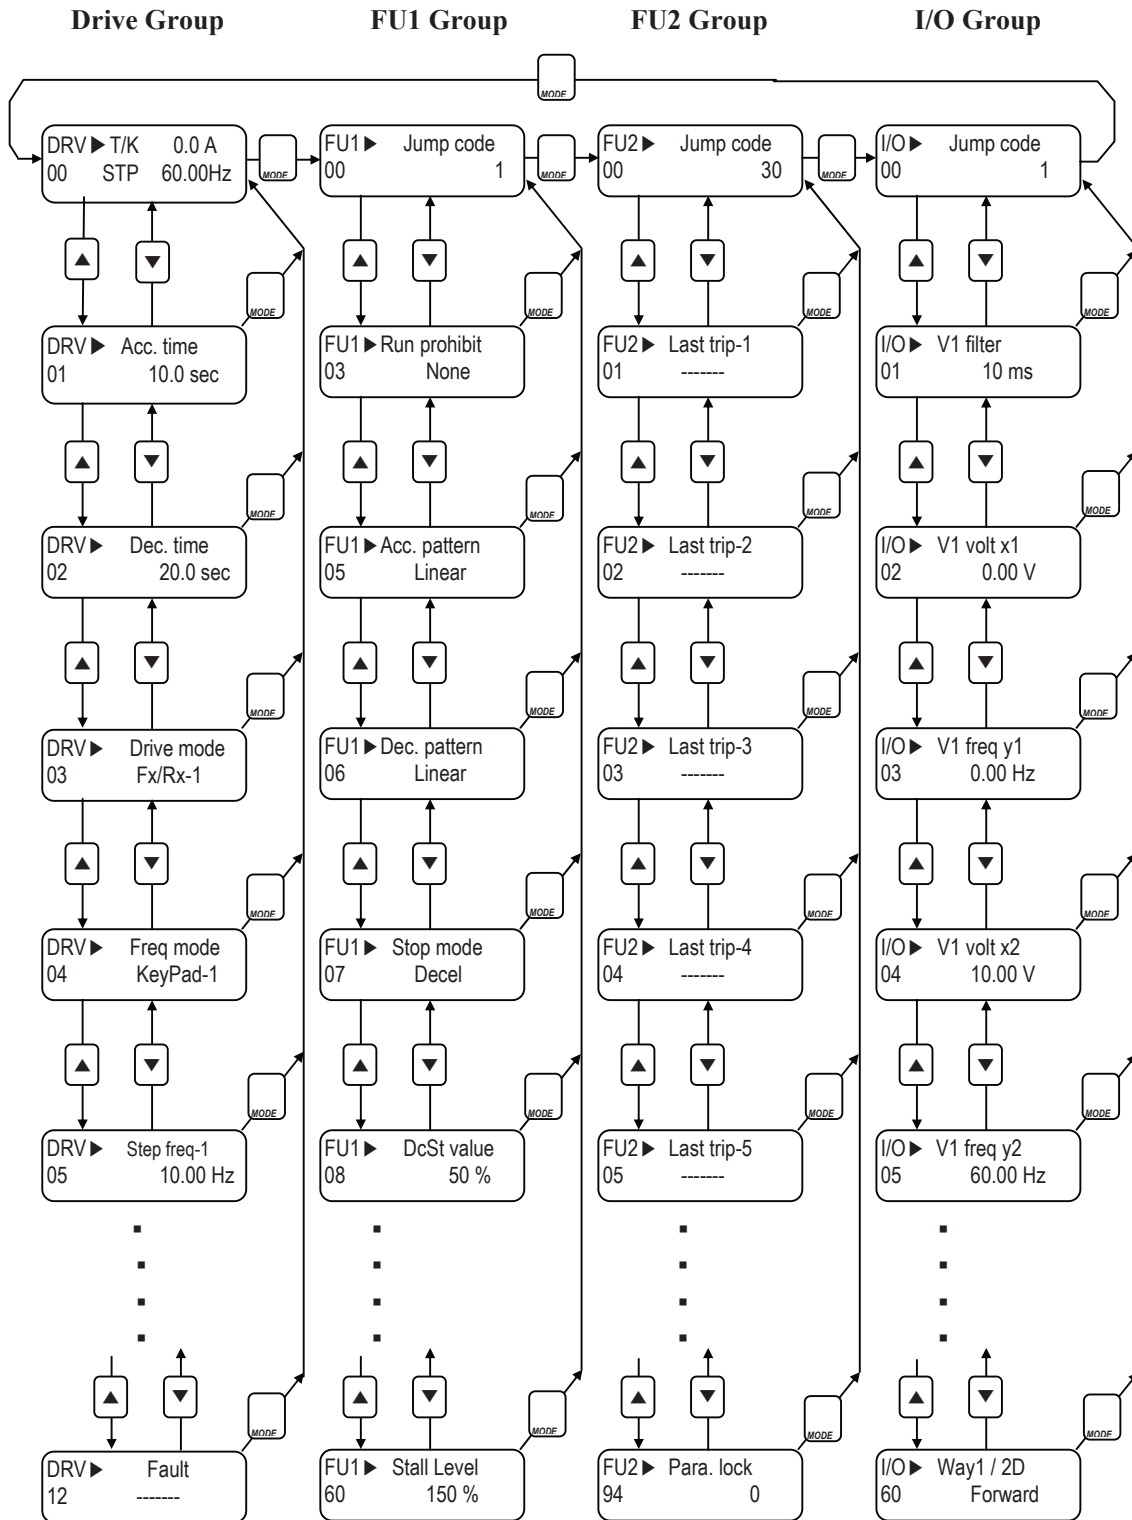 Drive Group FU1 Group FU2 Group I/O Group
MODE
DRV▶ T/K 0.0 A
00 STP 60.00Hz
MODE
FU1▶ Jump code
00 1
MODE
FU2▶ Jump code
00 30
MODE
I/O▶ Jump code
00 1
▲ ▼ MODE
▲ ▼ MODE
▲ ▼ MODE
▲ ▼ MODE
DRV▶ Acc. time
01 10.0 sec
FU1▶ Run prohibit
03 None
FU2▶ Last trip-1
01 -------
I/O▶ V1 filter
01 10 ms
▲ ▼ MODE
▲ ▼ MODE
▲ ▼ MODE
▲ ▼ MODE
DRV▶ Dec. time
02 20.0 sec
FU1▶ Acc. pattern
05 Linear
FU2▶ Last trip-2
02 -------
I/O▶ V1 volt x1
02 0.00 V
▲ ▼ MODE
▲ ▼ MODE
▲ ▼ MODE
▲ ▼ MODE
DRV▶ Drive mode
03 Fx/Rx-1
FU1▶ Dec. pattern
06 Linear
FU2▶ Last trip-3
03 -------
I/O▶ V1 freq y1
03 0.00 Hz
▲ ▼ MODE
▲ ▼ MODE
▲ ▼ MODE
▲ ▼ MODE
DRV▶ Freq mode
04 KeyPad-1
FU1▶ Stop mode
07 Decel
FU2▶ Last trip-4
04 -------
I/O▶ V1 volt x2
04 10.00 V
▲ ▼ MODE
▲ ▼ MODE
▲ ▼ MODE
▲ ▼ MODE
DRV▶ Step freq-1
05 10.00 Hz
FU1▶ DcSt value
08 50 %
FU2▶ Last trip-5
05 -------
I/O▶ V1 freq y2
05 60.00 Hz
▲ ▼ MODE
▲ ▼ MODE
▲ ▼ MODE
▲ ▼ MODE
DRV▶ Fault
12 -------
FU1▶ Stall Level
60 150 %
FU2▶ Para. lock
94 0
I/O▶ Way1 / 2D
60 Forward